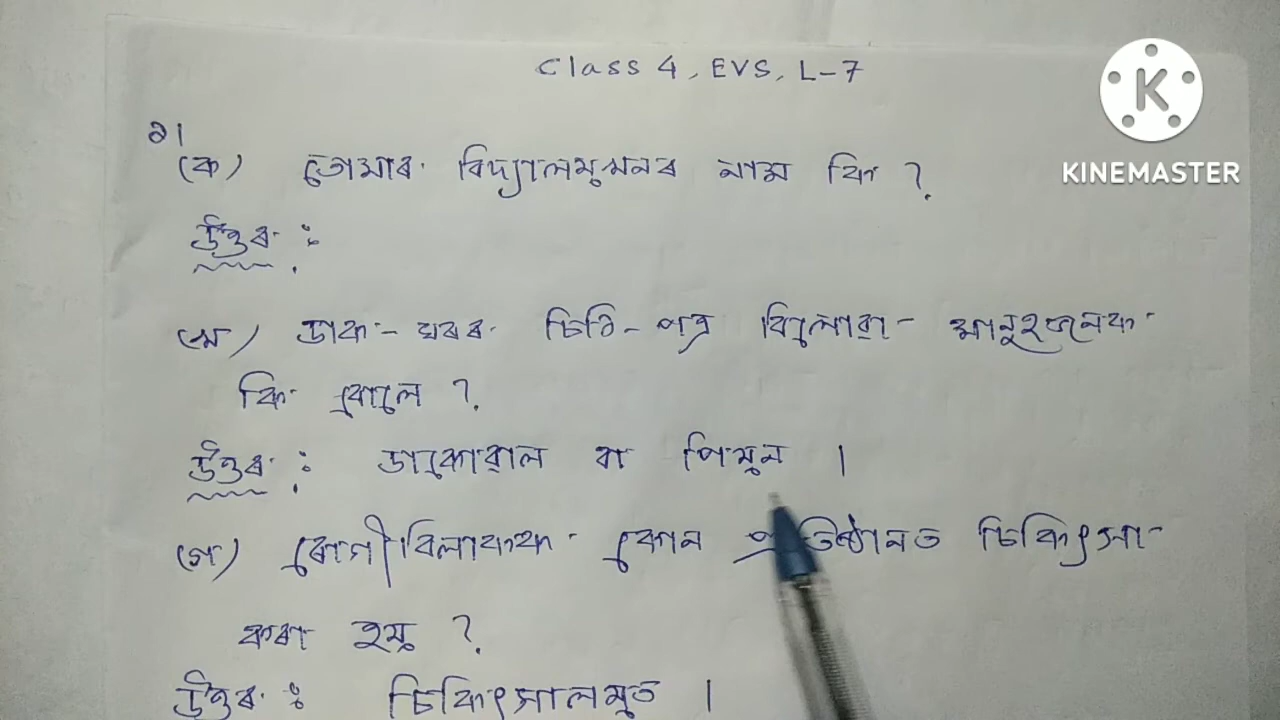 Class 4, EVS, L-7
১।
(ক) তোমাৰ বিদ্যালয়খনৰ নাম কি ?
উত্তৰ :
(খ) ডাক-ঘৰৰ চিঠি-পত্ৰ বিলোৱা মানুহজনক
কি বোলে ?
উত্তৰ : ডাকোৱাল বা পিয়ন ।
(গ) ৰোগীবিলাকক কোন প্ৰতিষ্ঠানত চিকিৎসা
কৰা হয় ?
উত্তৰ : চিকিৎসালয়ত ।
K
KINEMASTER